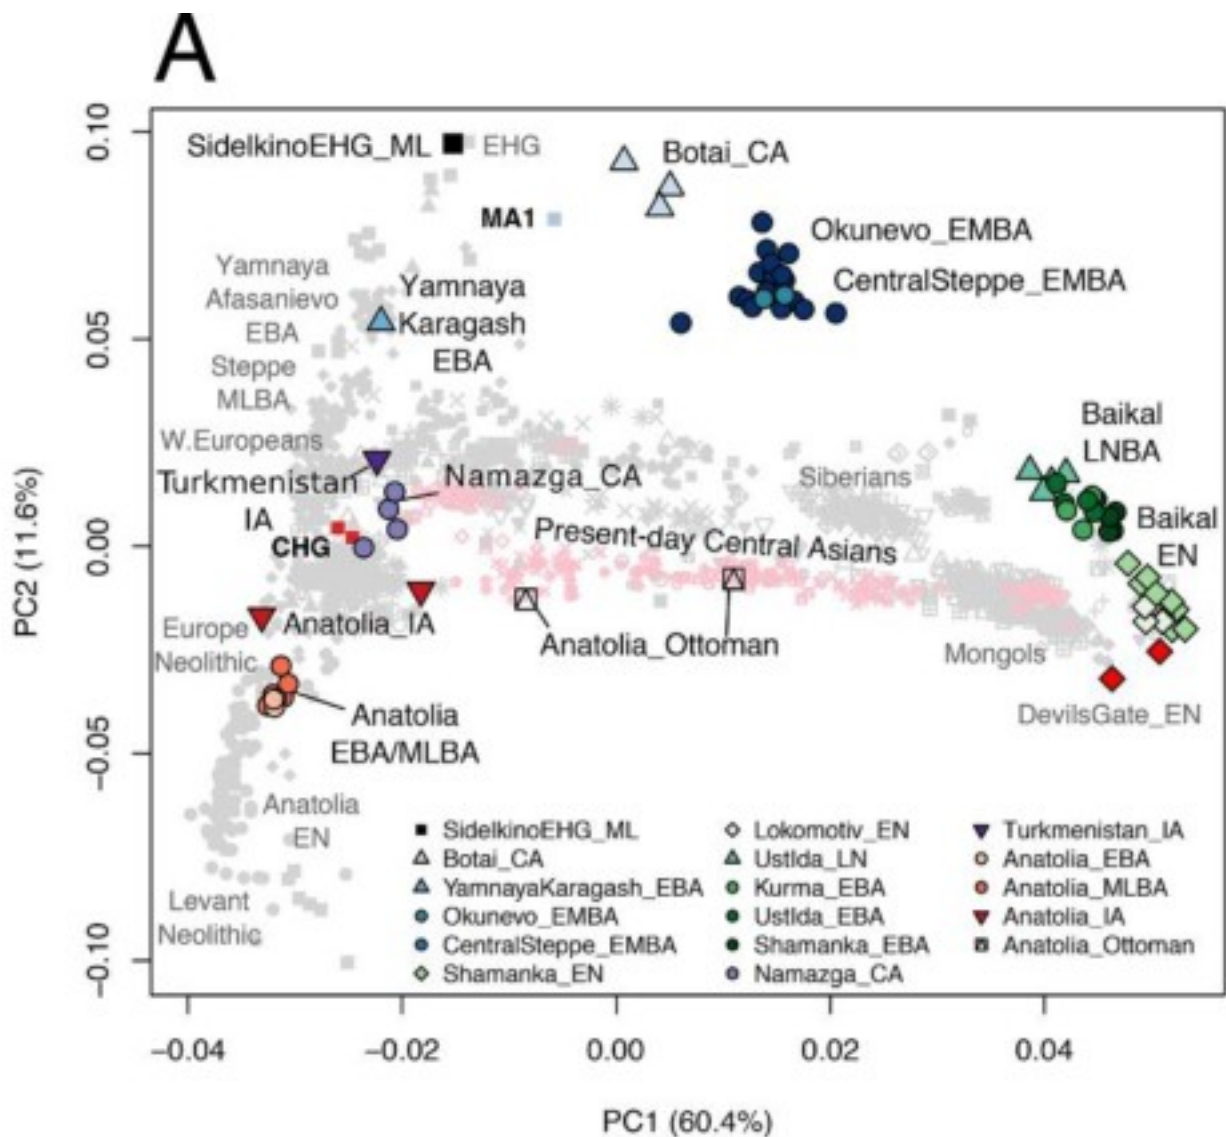 A
0.10
SidelkinoEHG_ML
EHG
Botai_CA
MA1
Okunevo_EMBA
CentralSteppe_EMBA
Yamnaya
Afasanievo
EBA
Yamnaya
Karagash
EBA
0.05
Steppe
MLBA
W.Europeans
Baikal
LNBA
Turkmenistan
IA
Namazga_CA
Siberians
CHG
Present-day Central Asians
Baikal
EN
0.00
PC2 (11.6%)
Europe
Neolithic
Anatolia_IA
Anatolia_Ottoman
Mongols
DevilsGate_EN
Anatolia
EBA/MLBA
−0.05
Anatolia
EN
Levant
Neolithic
−0.10
SidelkinoEHG_ML
Botai_CA
YamnayaKaragash_EBA
Okunevo_EMBA
CentralSteppe_EMBA
Shamanka_EN
Lokomotiv_EN
UstIda_LN
Kurma_EBA
UstIda_EBA
Shamanka_EBA
Namazga_CA
Turkmenistan_IA
Anatolia_EBA
Anatolia_MLBA
Anatolia_IA
Anatolia_Ottoman
−0.04 −0.02 0.00 0.02 0.04
PC1 (60.4%)